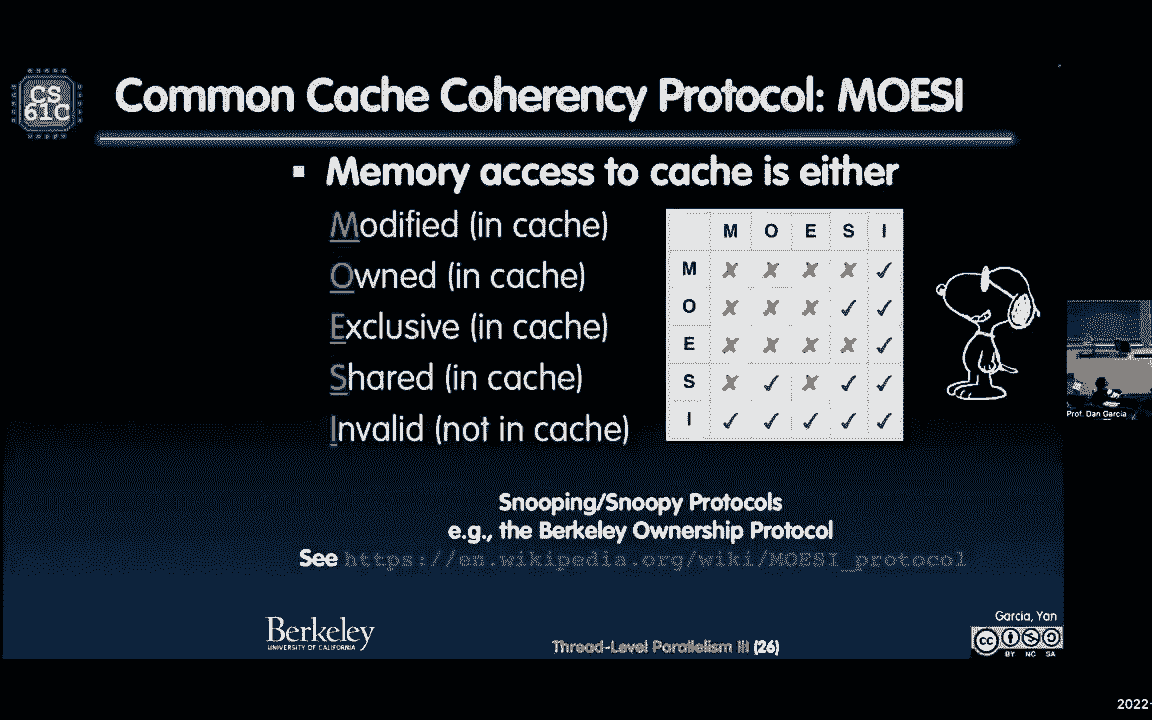 CS
61C
Common Cache Coherency Protocol: MOESI
▪ Memory access to cache is either
Modified (in cache)
Owned (in cache)
Exclusive (in cache)
Shared (in cache)
Invalid (not in cache)
M O E S I
M ✗ ✗ ✗ ✗ ✓
O ✗ ✗ ✗ ✓ ✓
E ✗ ✗ ✗ ✗ ✓
S ✗ ✓ ✗ ✓ ✓
I ✓ ✓ ✓ ✓ ✓
Prof. Dan Garcia
Snooping/Snoopy Protocols
e.g., the Berkeley Ownership Protocol
See https://en.wikipedia.org/wiki/MOESI_protocol
Berkeley
UNIVERSITY OF CALIFORNIA
Thread-Level Parallelism III (26)
Garcia, Yan
cc
BY NC SA
2022-